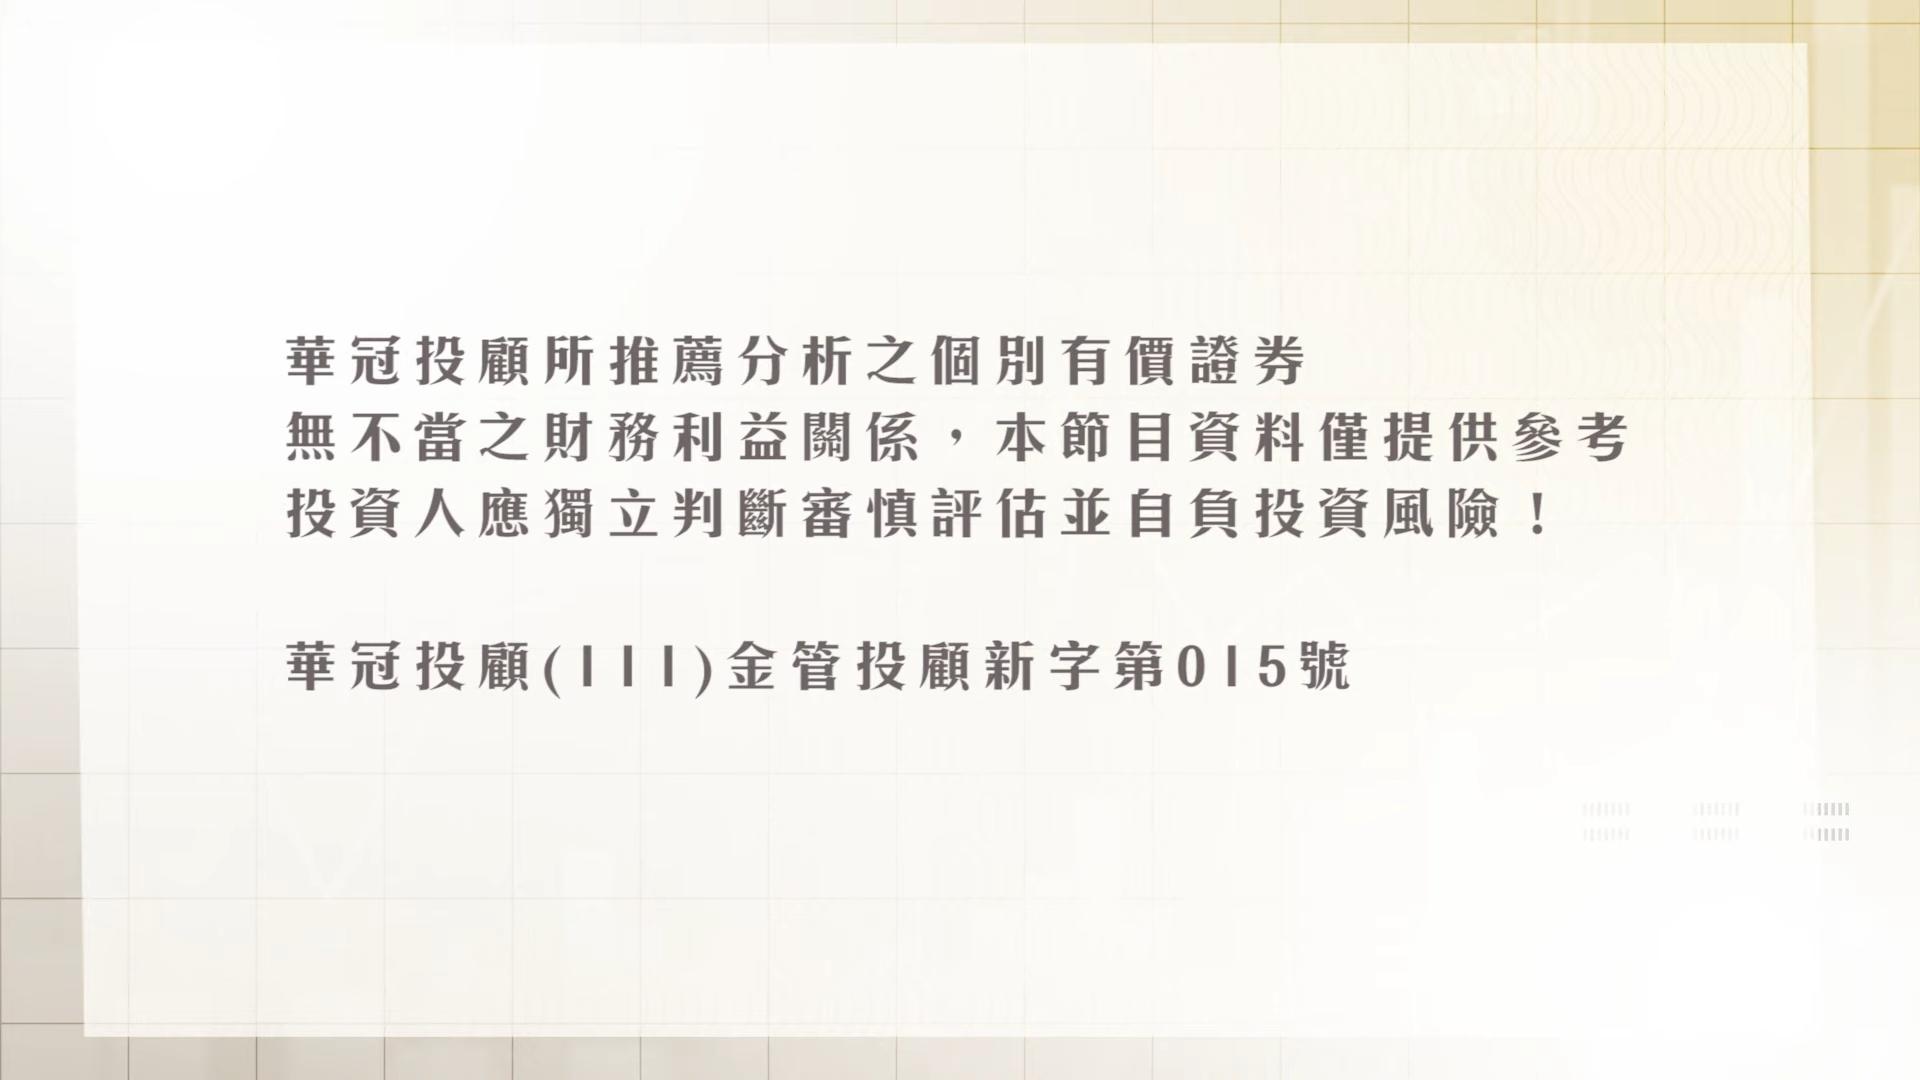 華冠投顧所推薦分析之個別有價證券
無不當之財務利益關係，本節目資料僅提供參考
投資人應獨立判斷審慎評估並自負投資風險！
華冠投顧(111)金管投顧新字第015號